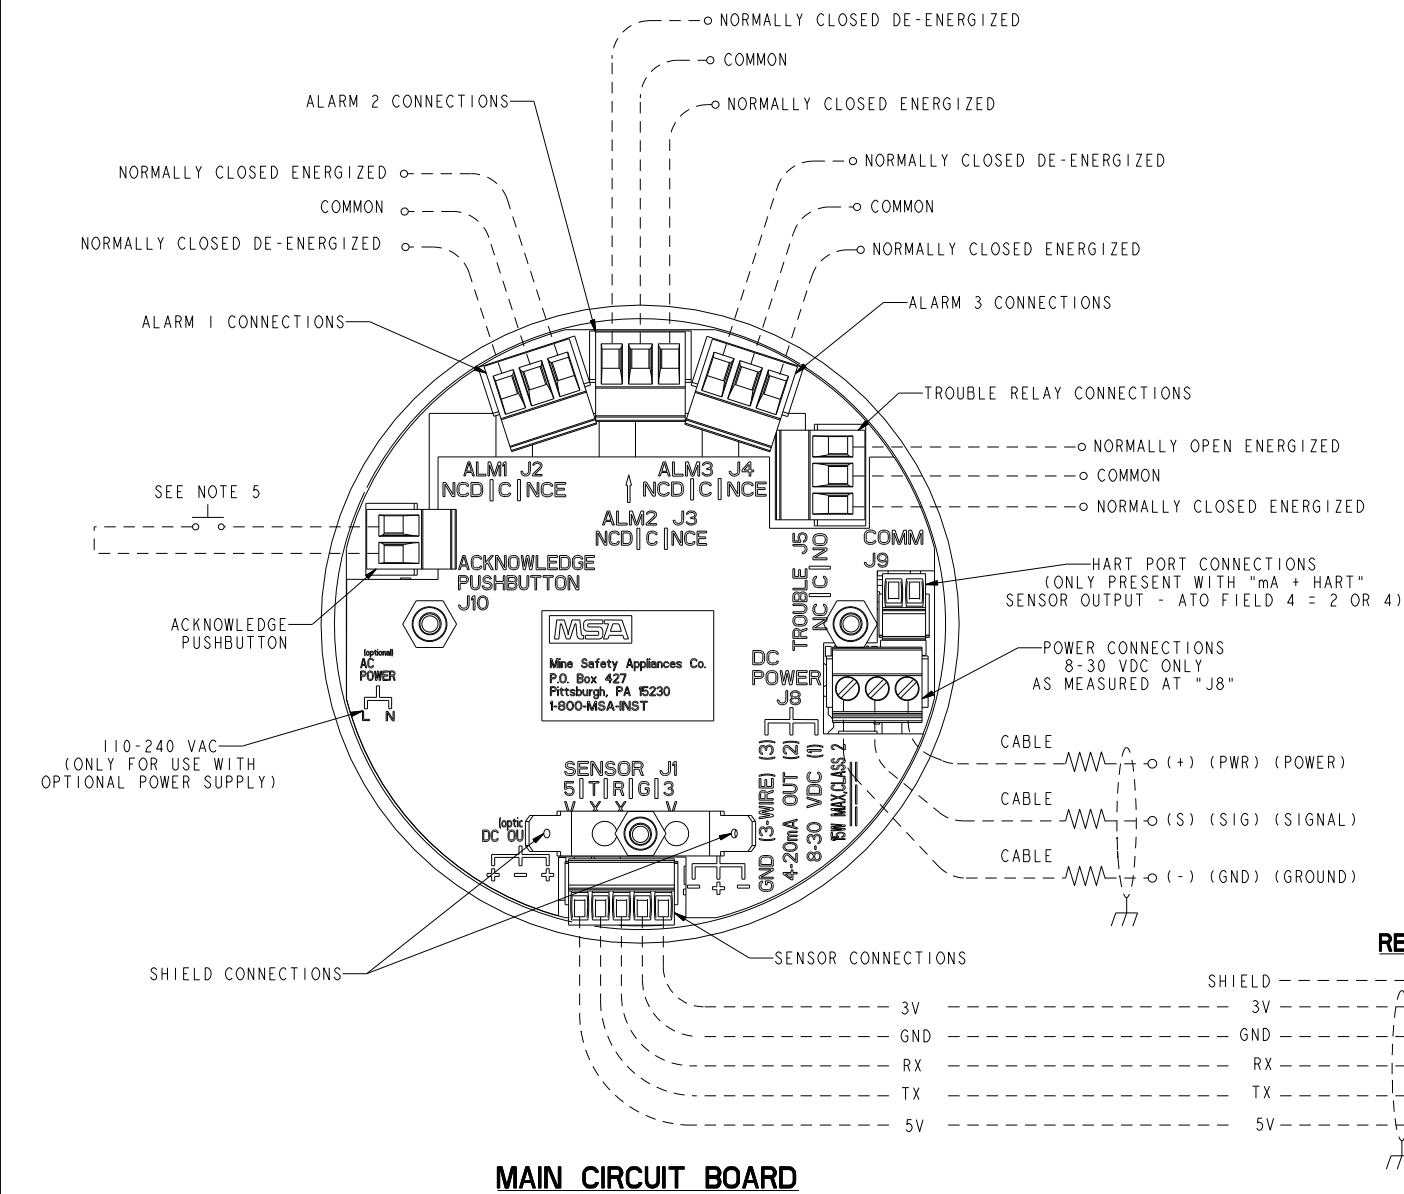 NORMALLY CLOSED DE-ENERGIZED
COMMON
NORMALLY CLOSED ENERGIZED
ALARM 2 CONNECTIONS
NORMALLY CLOSED ENERGIZED
COMMON
NORMALLY CLOSED DE-ENERGIZED
NORMALLY CLOSED DE-ENERGIZED
COMMON
NORMALLY CLOSED ENERGIZED
ALARM 1 CONNECTIONS
ALARM 3 CONNECTIONS
TROUBLE RELAY CONNECTIONS
NORMALLY OPEN ENERGIZED
COMMON
NORMALLY CLOSED ENERGIZED
ALM1 J2
NCD | C | NCE
ALM3 J4
NCD | C | NCE
ALM2 J3
NCD | C | NCE
SEE NOTE 5
ACKNOWLEDGE
PUSHBUTTON
J10
ACKNOWLEDGE
PUSHBUTTON
TROUBLE J5
NC | C | NO
COMM
J9
HART PORT CONNECTIONS
(ONLY PRESENT WITH "mA + HART"
SENSOR OUTPUT - ATO FIELD 4 = 2 OR 4)
MSA
Mine Safety Appliances Co.
P.O. Box 427
Pittsburgh, PA 15230
1-800-MSA-INST
DC
POWER
J8
POWER CONNECTIONS
8-30 VDC ONLY
AS MEASURED AT "J8"
(optional)
AC
POWER
L N
110-240 VAC
(ONLY FOR USE WITH
OPTIONAL POWER SUPPLY)
GND (3-WIRE) (3)
4-20mA OUT (2)
8-30 VDC (1)
15W MAX,CLASS 2
CABLE
(+) (PWR) (POWER)
CABLE
(S) (SIG) (SIGNAL)
CABLE
(-) (GND) (GROUND)
SENSOR J1
5 | T | R | G | 3
V X X V
(optic
DC OU
+ - +
- + -
SHIELD CONNECTIONS
SENSOR CONNECTIONS
RE
SHIELD
3V 3V
GND GND
RX RX
TX TX
5V 5V
MAIN CIRCUIT BOARD